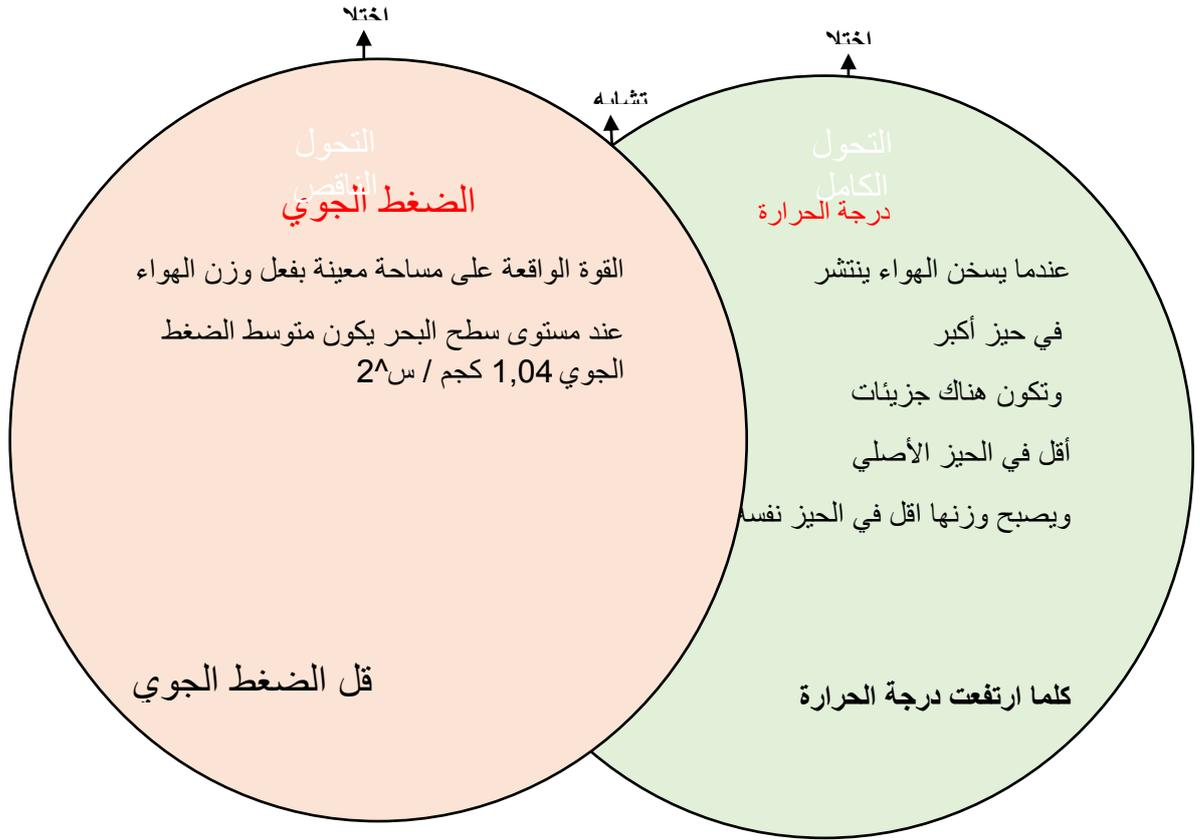 اختلا
اختلا
تشابه
التحول
الكامل
درجة الحرارة
عندما يسخن الهواء ينتشر
في حيز أكبر
وتكون هناك جزيئات
أقل في الحيز الأصلي
ويصبح وزنها اقل في الحيز نفسه
كلما ارتفعت درجة الحرارة
التحول
الناقص
الضغط الجوي
القوة الواقعة على مساحة معينة بفعل وزن الهواء
عند مستوى سطح البحر يكون متوسط الضغط
الجوي 1,04 كجم / س^2
قل الضغط الجوي